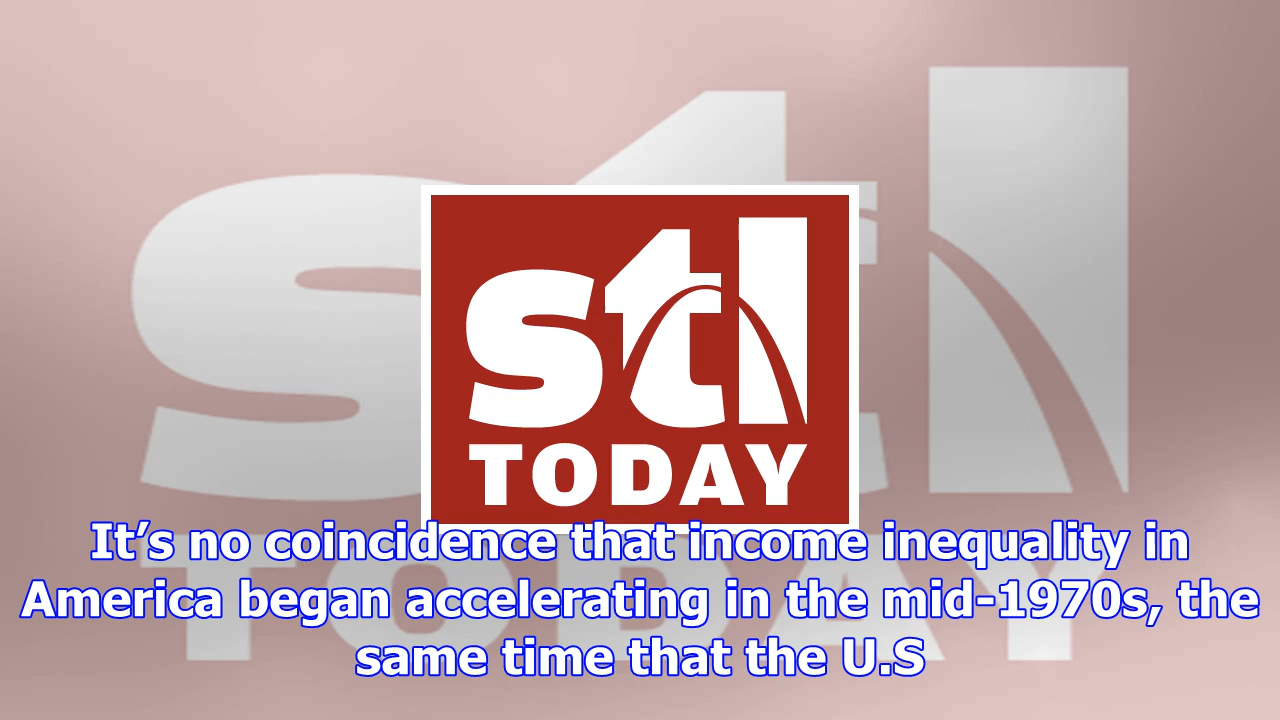 stl
TODAY
It’s no coincidence that income inequality in
America began accelerating in the mid-1970s, the
same time that the U.S